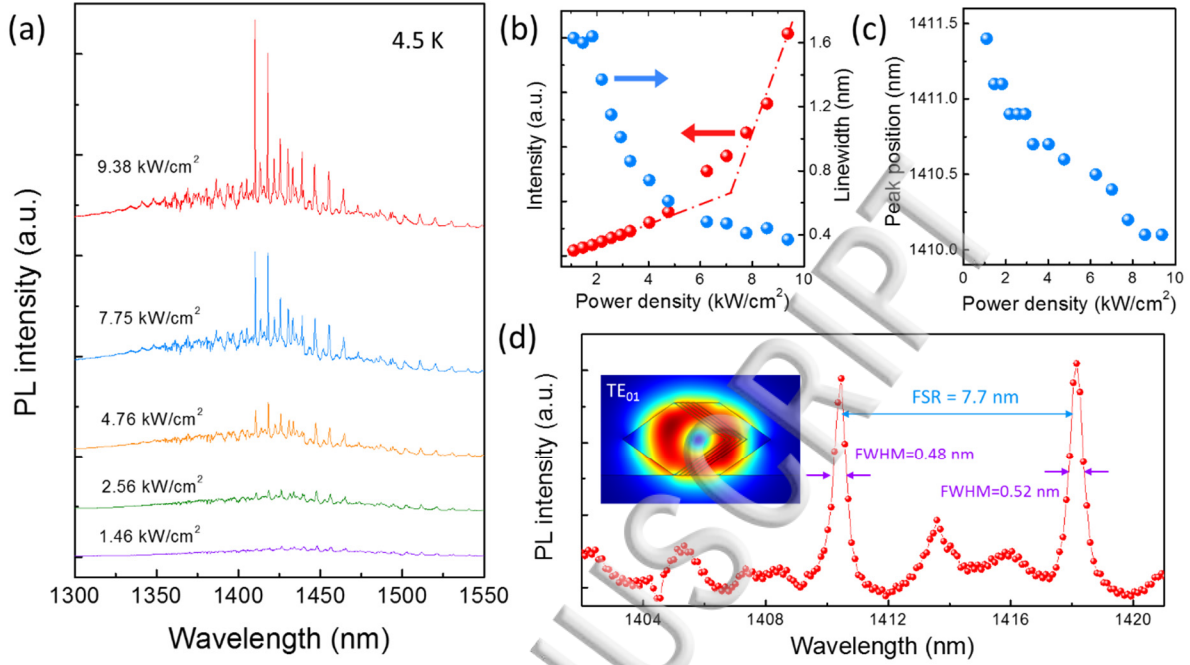 (a)
4.5 K
9.38 kW/cm²
7.75 kW/cm²
4.76 kW/cm²
2.56 kW/cm²
1.46 kW/cm²
PL intensity (a.u.)
1300 1350 1400 1450 1500 1550
Wavelength (nm)
(b)
Intensity (a.u.)
1.6
1.2
0.8
0.4
Linewidth (nm)
2 4 6 8 10
Power density (kW/cm²)
(c)
1411.5
1411.0
1410.5
1410.0
Peak position (nm)
0 2 4 6 8 10
Power density (kW/cm²)
(d)
TE₀₁
FSR = 7.7 nm
FWHM=0.48 nm
FWHM=0.52 nm
PL intensity (a.u.)
1404 1408 1412 1416 1420
Wavelength (nm)
USCRIPT